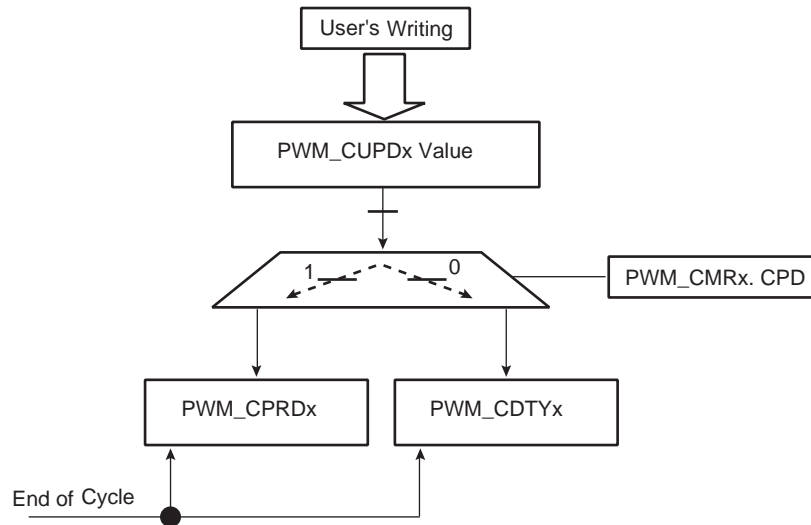 User's Writing
PWM_CUPDx Value
1
0
PWM_CMRx. CPD
PWM_CPRDx
PWM_CDTYx
End of Cycle